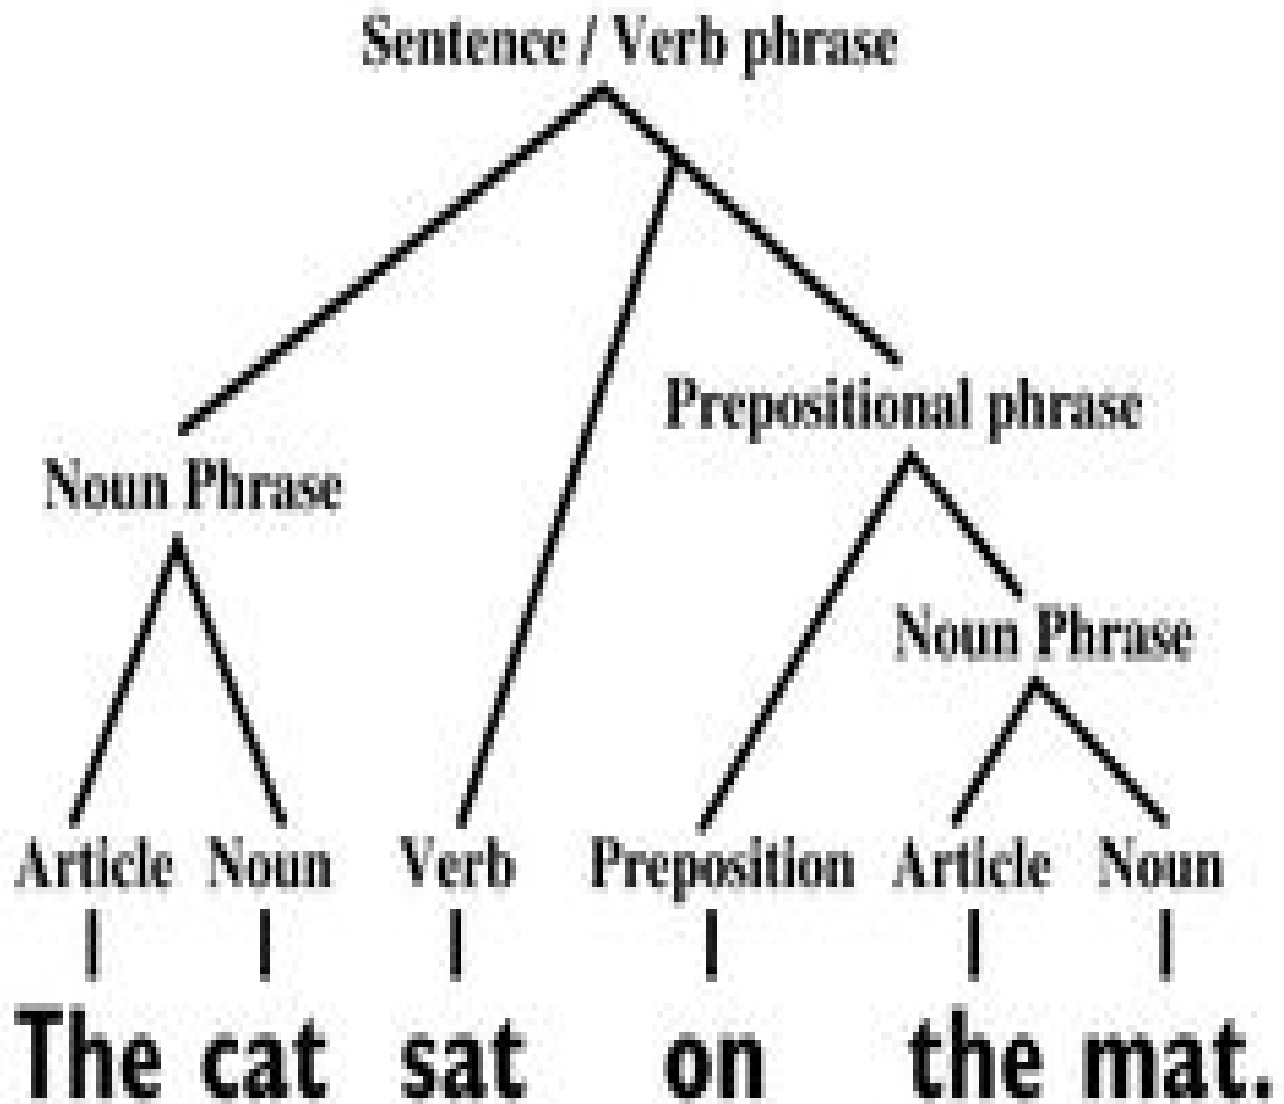 Sentence / Verb phrase
Prepositional phrase
Noun Phrase
Noun Phrase
Article Noun Verb Preposition Article Noun
The cat sat on the mat.